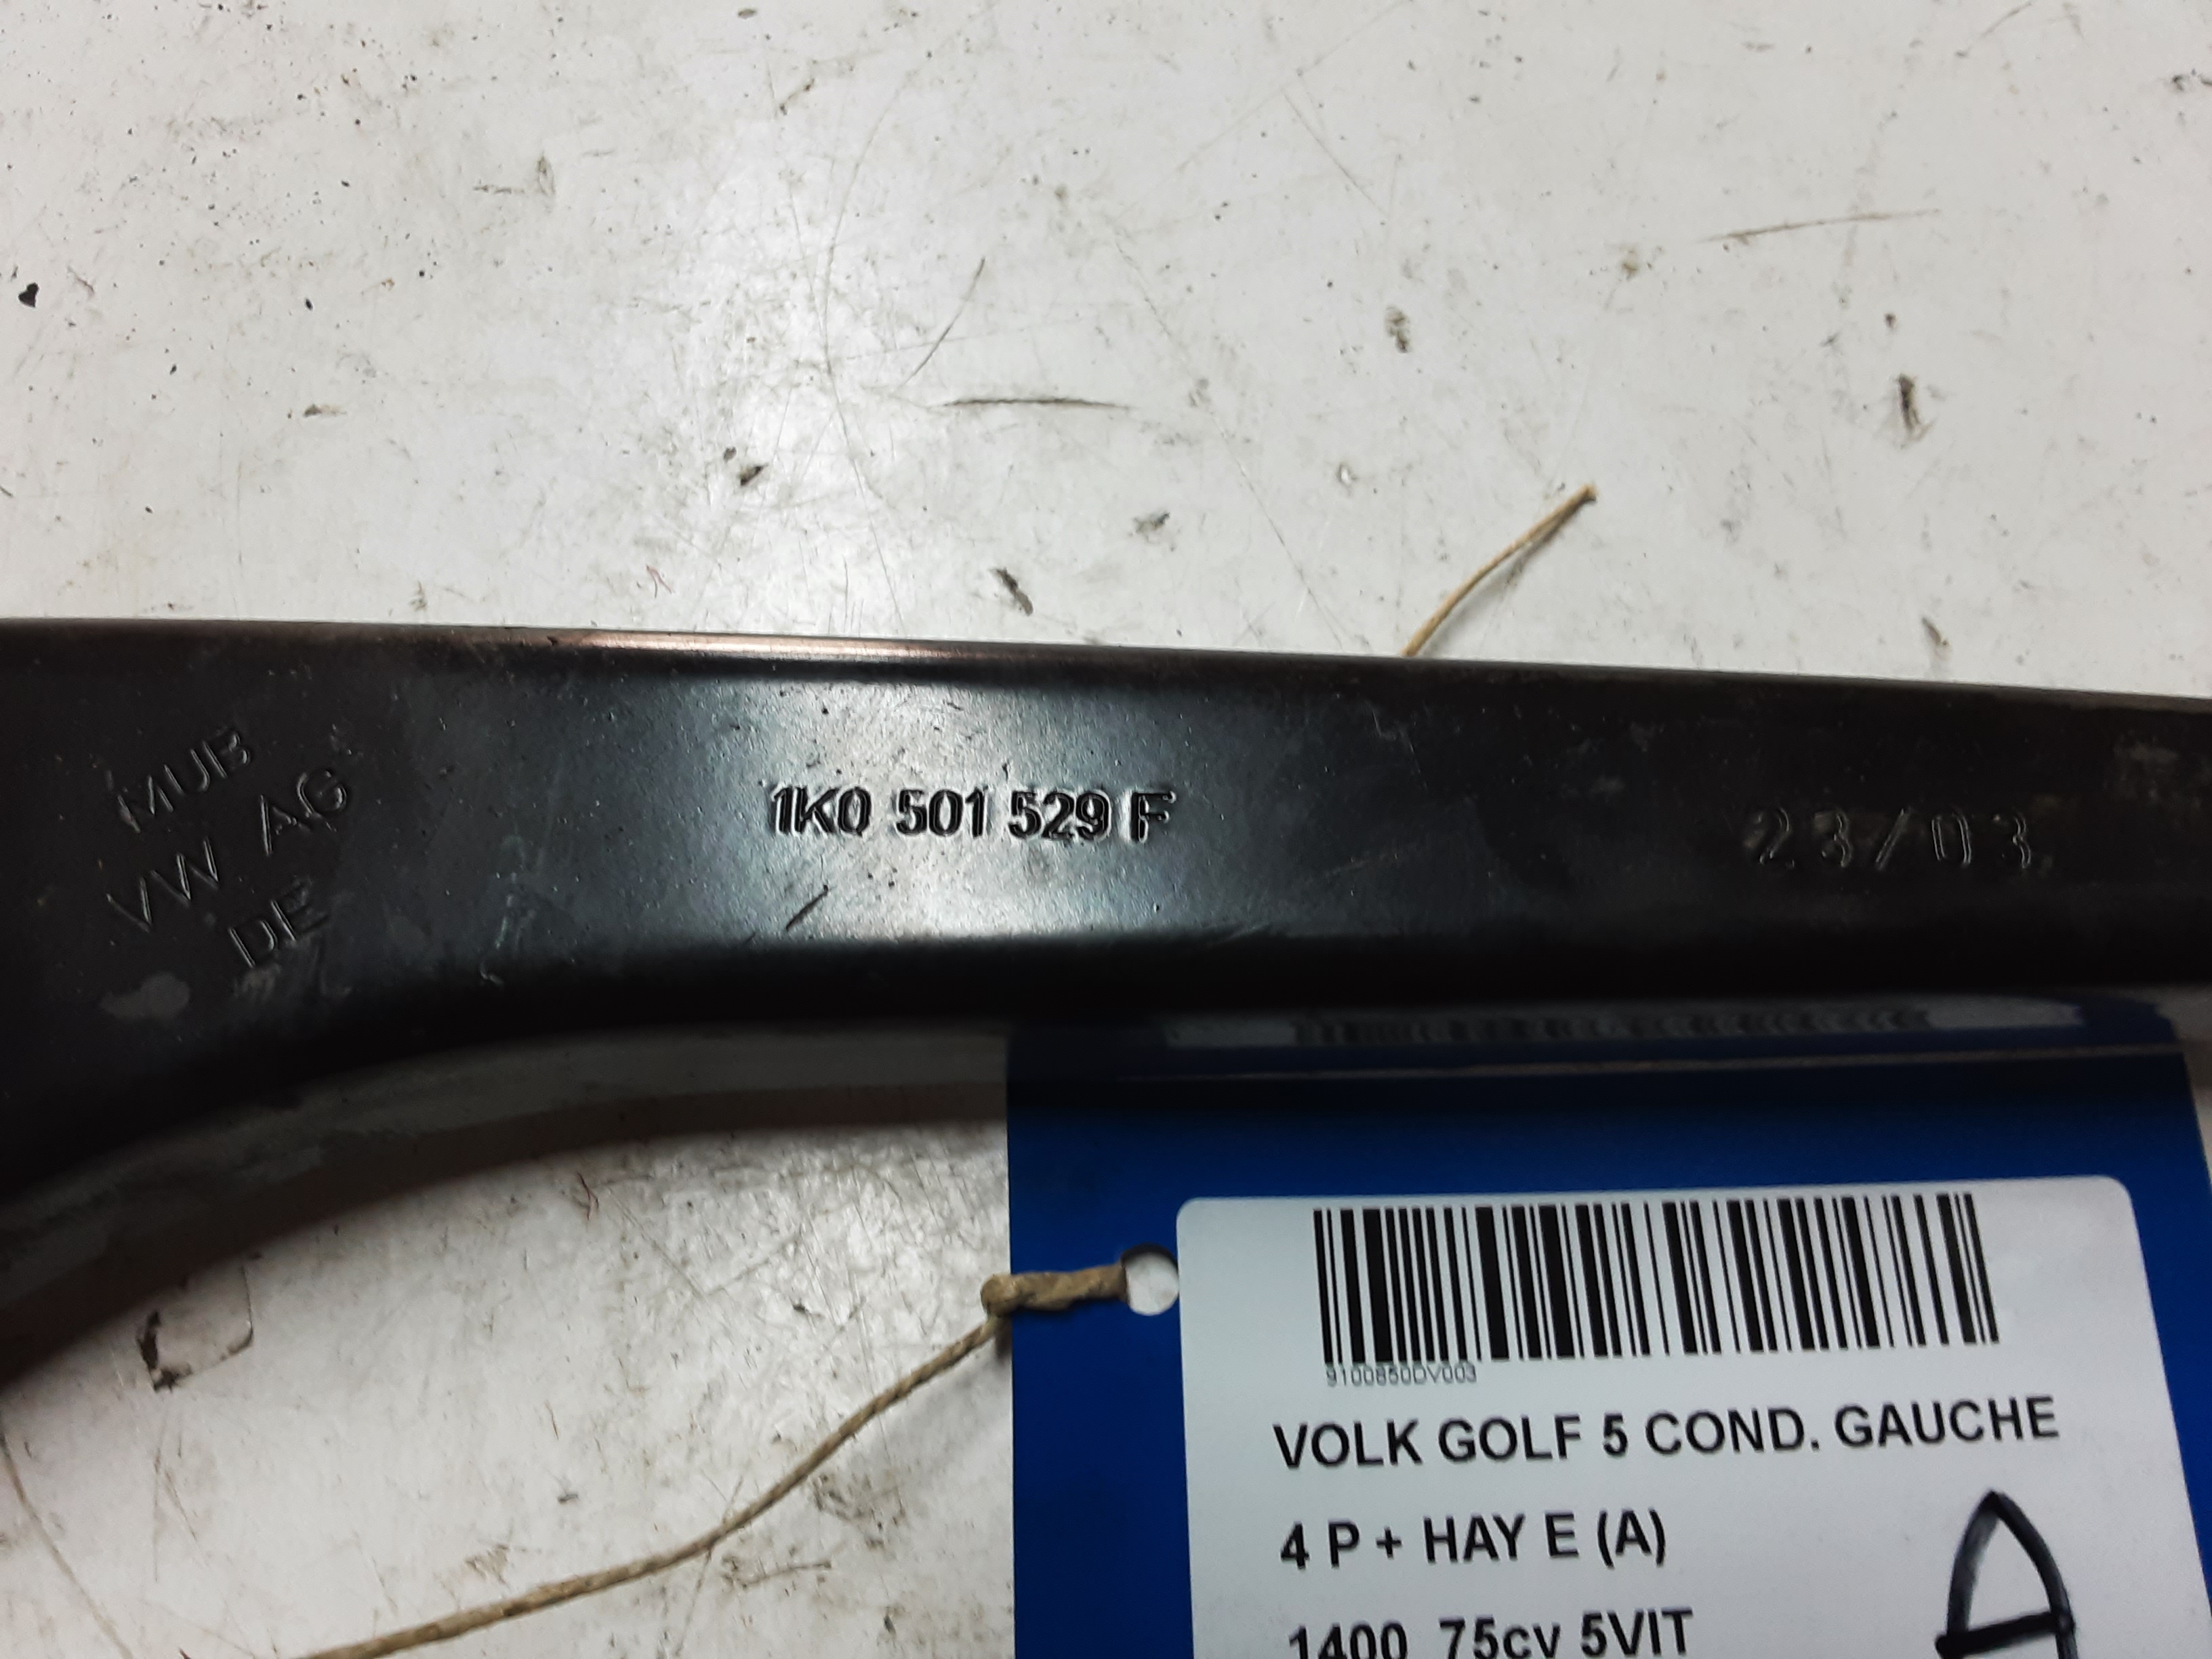 MUB
VW AG
DE
1K0 501 529 F
23/03
9100850DV003
VOLK GOLF 5 COND. GAUCHE
4 P + HAY E (A)
1400 75cv 5VIT
A